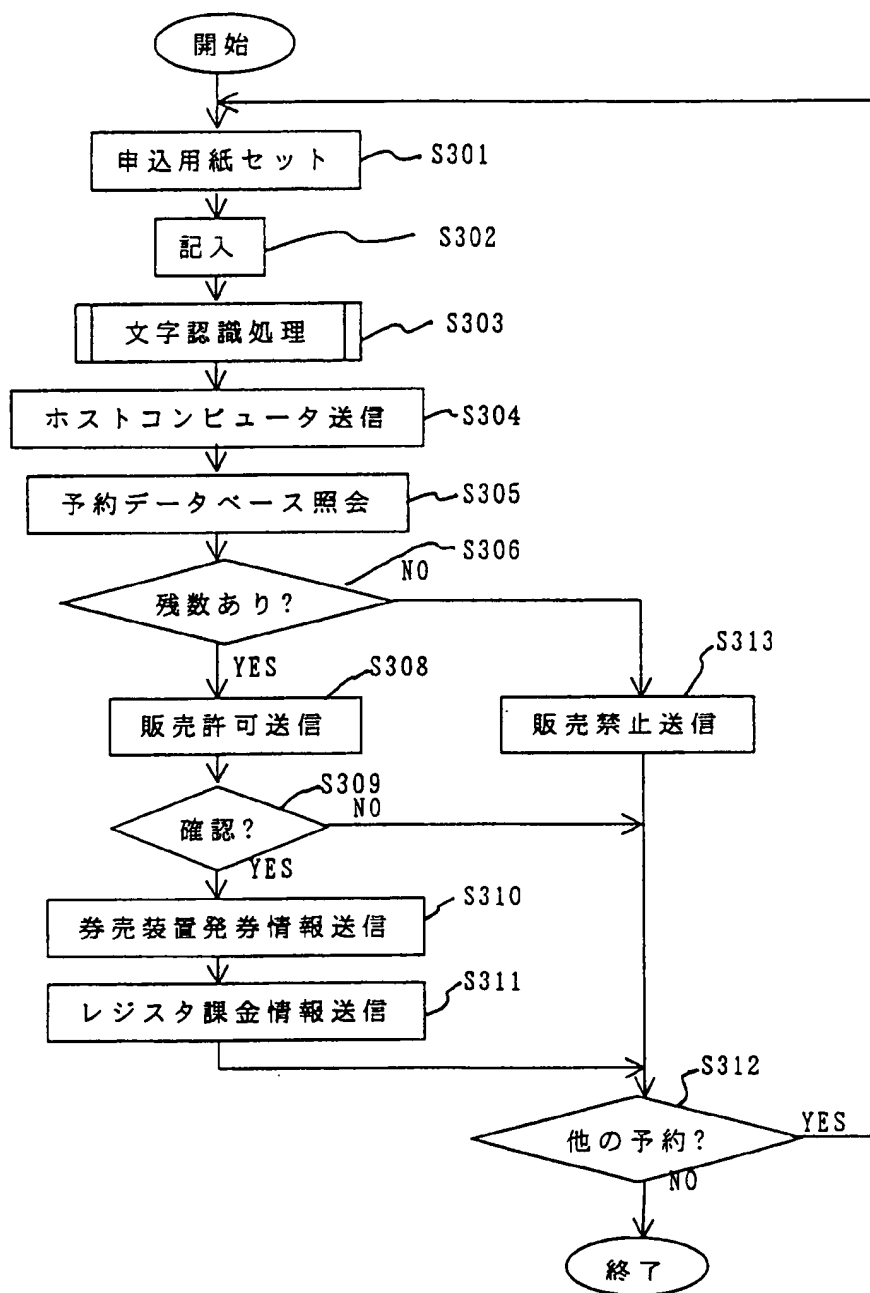 開始
申込用紙セット
S301
記入
S302
文字認識処理
S303
ホストコンピュータ送信
S304
予約データベース照会
S305
残数あり?
S306
NO
YES
販売許可送信
S308
販売禁止送信
S313
確認?
S309
NO
YES
券売装置発券情報送信
S310
レジスタ課金情報送信
S311
他の予約?
S312
YES
NO
終了